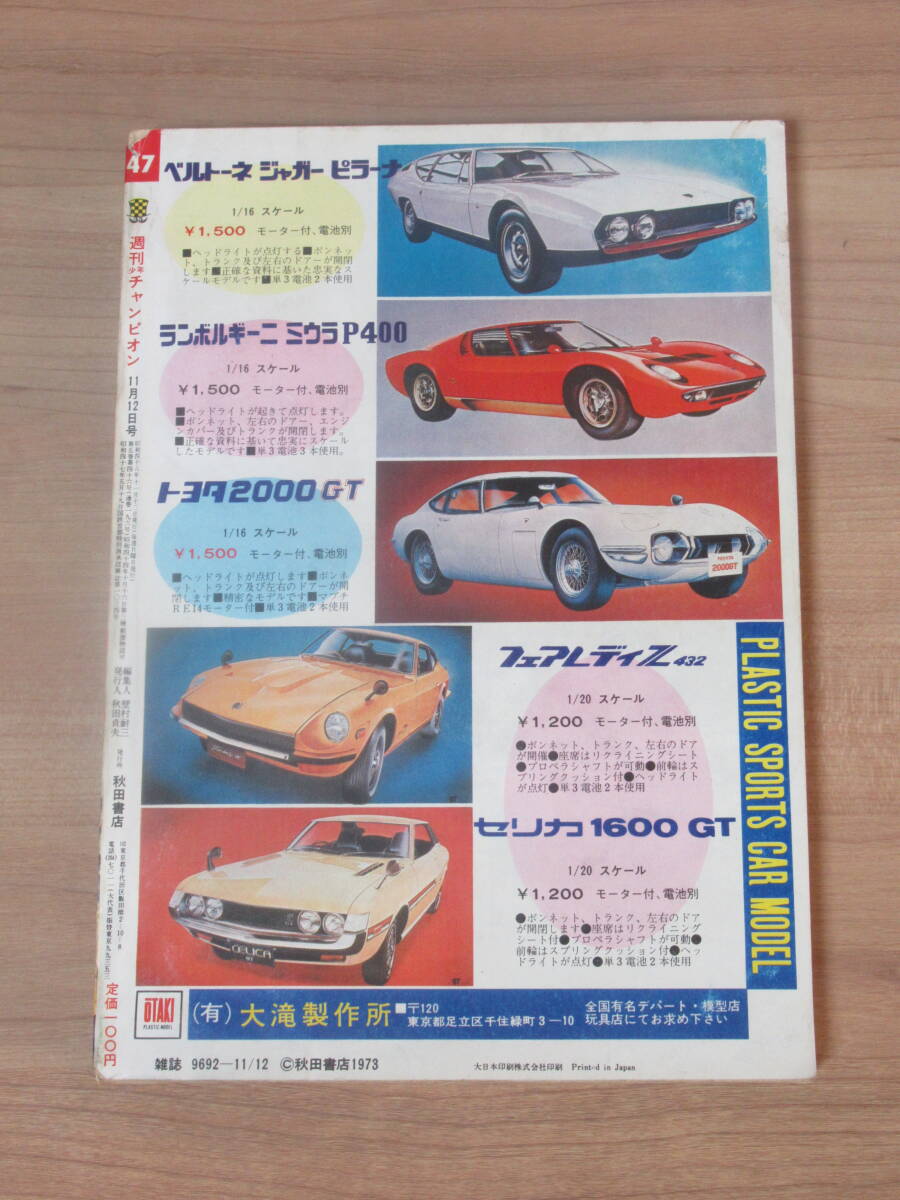 47
週刊少年チャンピオン
11月12日号
編集人 壁村耐三
発行人 秋田貞夫
発行所 秋田書店
定価一〇〇円
ベルトーネ ジャガー ピラーナ
1/16 スケール
¥1,500 モーター付、電池別
■ヘッドライトが点灯する■ボンネッ
ト、トランク及び左右のドアーが開閉
します■正確な資料に基いた忠実なス
ケールモデルです■単3電池2本使用
ランボルギーニ ミウラP400
1/16 スケール
¥1,500 モーター付、電池別
■ヘッドライトが起きて点灯します。
■ボンネット、左右のドアー、エンジ
ンカバー及びトランクが開閉します。
■正確な資料に基いて忠実にスケール
したモデルです■単3電池3本使用。
トヨタ2000GT
1/16 スケール
¥1,500 モーター付、電池別
■ヘッドライトが点灯します■ボンネ
ット、トランク及び左右のドアーが開
閉します■精密なモデルです■マブチ
RE14モーター付■単3電池2本使用
TOYOTA
2000GT
フェアレディZ432
1/20 スケール
¥1,200 モーター付、電池別
●ボンネット、トランク、左右のドア
が開催●座席はリクライニングシート
●プロペラシャフトが可動●前輪はス
プリングクッション付●ヘッドライト
が点灯●単3電池2本使用
セリカ1600GT
1/20 スケール
¥1,200 モーター付、電池別
●ボンネット、トランク、左右のドア
が開閉します●座席はリクライニング
シート付●プロペラシャフトが可動●
前輪はスプリングクッション付●ヘッ
ドライトが点灯●単3電池2本使用
CELICA
PLASTIC SPORTS CAR MODEL
OTAKI
PLASTIC MODEL
(有)大滝製作所
■〒120
東京都足立区千住緑町3―10
全国有名デパート・模型店
玩具店にてお求め下さい
雑誌 9692―11/12 ©秋田書店1973
大日本印刷株式会社印刷 Printed in Japan